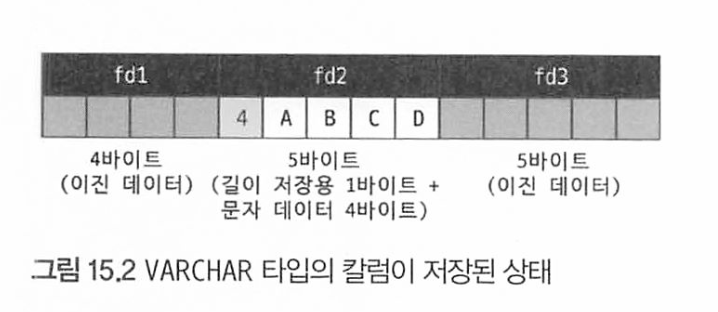 fd1 fd2 fd3
4 A B C D
4바이트 5바이트 5바이트
(이진 데이터) (길이 저장용 1바이트 + (이진 데이터)
문자 데이터 4바이트)
그림 15.2 VARCHAR 타입의 칼럼이 저장된 상태